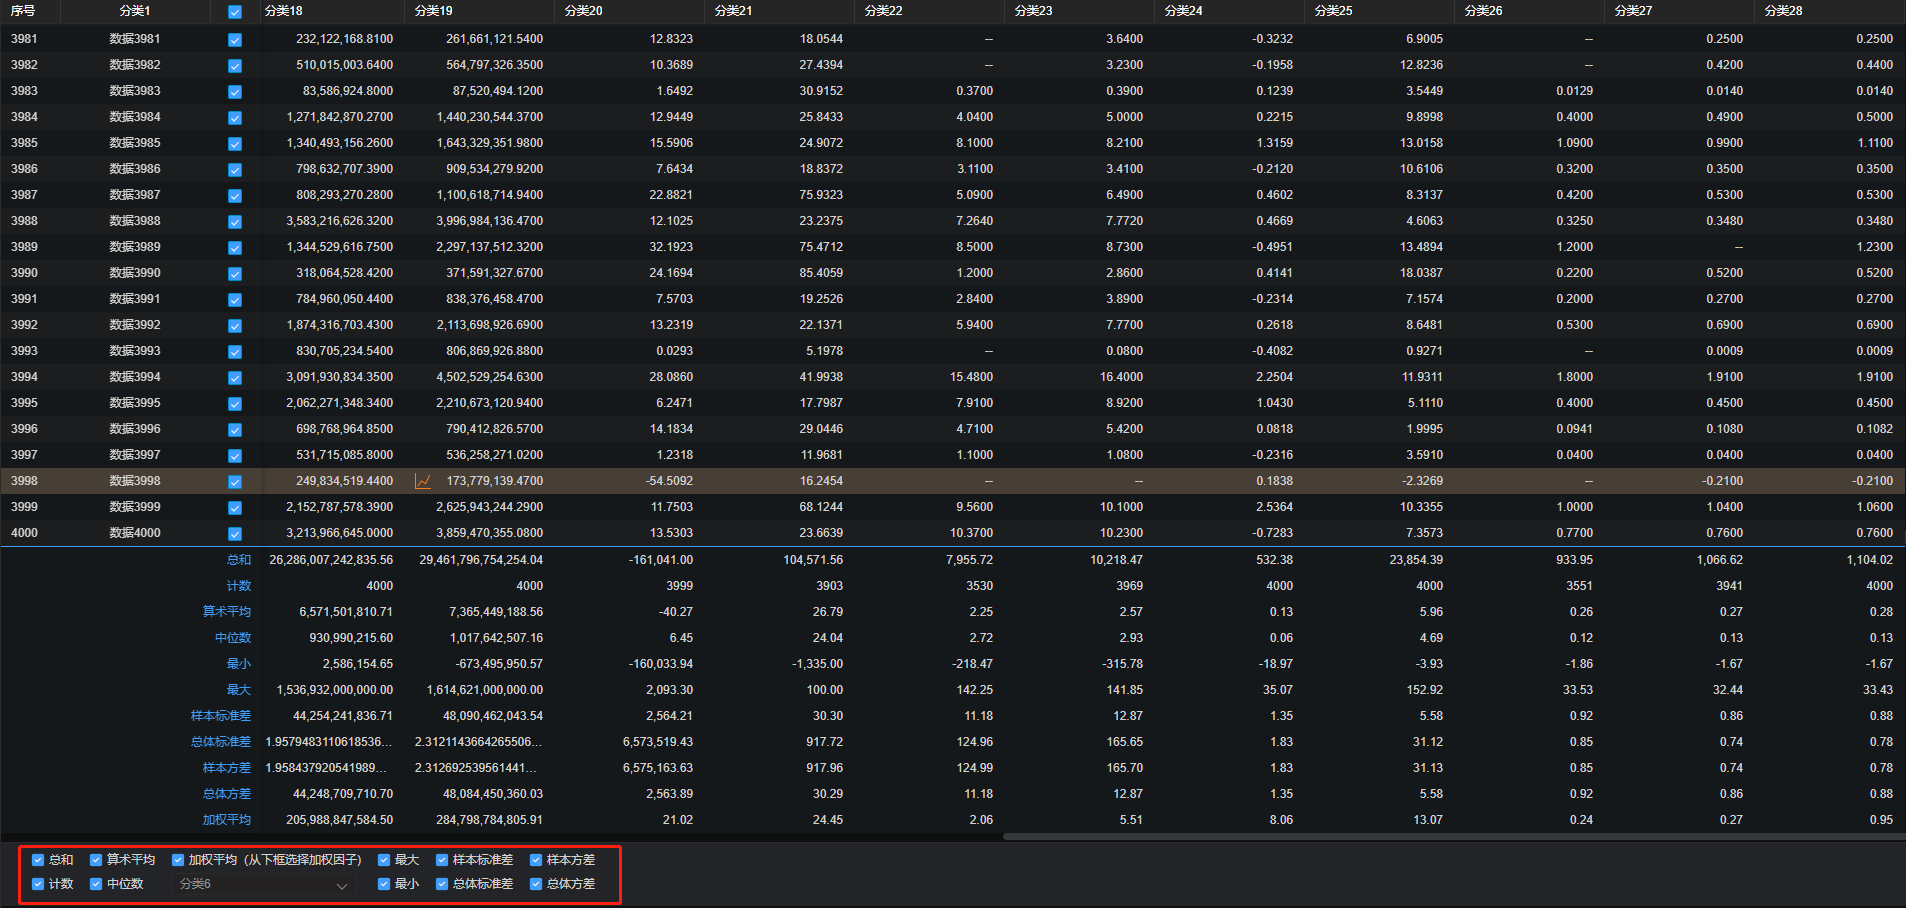 序号 分类1 分类18 分类19 分类20 分类21 分类22 分类23 分类24 分类25 分类26 分类27 分类28
3981 数据3981 232,122,168.8100 261,661,121.5400 12.8323 18.0544 -- 3.6400 -0.3232 6.9005 -- 0.2500 0.2500
3982 数据3982 510,015,003.6400 564,797,326.3500 10.3689 27.4394 -- 3.2300 -0.1958 12.8236 -- 0.4200 0.4400
3983 数据3983 83,586,924.8000 87,520,494.1200 1.6492 30.9152 0.3700 0.3900 0.1239 3.5449 0.0129 0.0140 0.0140
3984 数据3984 1,271,842,870.2700 1,440,230,544.3700 12.9449 25.8433 4.0400 5.0000 0.2215 9.8998 0.4000 0.4900 0.5000
3985 数据3985 1,340,493,156.2600 1,643,329,351.9800 15.5906 24.9072 8.1000 8.2100 1.3159 13.0158 1.0900 0.9900 1.1100
3986 数据3986 798,632,707.3900 909,534,279.9200 7.6434 18.8372 3.1100 3.4100 -0.2120 10.6106 0.3200 0.3500 0.3500
3987 数据3987 808,293,270.2800 1,100,618,714.9400 22.8821 75.9323 5.0900 6.4900 0.4602 8.3137 0.4200 0.5300 0.5300
3988 数据3988 3,583,216,626.3200 3,996,984,136.4700 12.1025 23.2375 7.2640 7.7720 0.4669 4.6063 0.3250 0.3480 0.3480
3989 数据3989 1,344,529,616.7500 2,297,137,512.3200 32.1923 75.4712 8.5000 8.7300 -0.4951 13.4894 1.2000 -- 1.2300
3990 数据3990 318,064,528.4200 371,591,327.6700 24.1694 85.4059 1.2000 2.8600 0.4141 18.0387 0.2200 0.5200 0.5200
3991 数据3991 784,960,050.4400 838,376,458.4700 7.5703 19.2526 2.8400 3.8900 -0.2314 7.1574 0.2000 0.2700 0.2700
3992 数据3992 1,874,316,703.4300 2,113,698,926.6900 13.2319 22.1371 5.9400 7.7700 0.2618 8.6481 0.5300 0.6900 0.6900
3993 数据3993 830,705,234.5400 806,869,926.8800 0.0293 5.1978 -- 0.0800 -0.4082 0.9271 -- 0.0009 0.0009
3994 数据3994 3,091,930,834.3500 4,502,529,254.6300 28.0860 41.9938 15.4800 16.4000 2.2504 11.9311 1.8000 1.9100 1.9100
3995 数据3995 2,062,271,348.3400 2,210,673,120.9400 6.2471 17.7987 7.9100 8.9200 1.0430 5.1110 0.4000 0.4500 0.4500
3996 数据3996 698,768,964.8500 790,412,826.5700 14.1834 29.0446 4.7100 5.4200 0.0818 1.9995 0.0941 0.1080 0.1082
3997 数据3997 531,715,085.8000 536,258,271.0200 1.2318 11.9681 1.1000 1.0800 -0.2316 3.5910 0.0400 0.0400 0.0400
3998 数据3998 249,834,519.4400 173,779,139.4700 -54.5092 16.2454 -- -- 0.1838 -2.3269 -- -0.2100 -0.2100
3999 数据3999 2,152,787,578.3900 2,625,943,244.2900 11.7503 68.1244 9.5600 10.1000 2.5364 10.3355 1.0000 1.0400 1.0600
4000 数据4000 3,213,966,645.0000 3,859,470,355.0800 13.5303 23.6639 10.3700 10.2300 -0.7283 7.3573 0.7700 0.7600 0.7600
总和 26,286,007,242,835.56 29,461,796,754,254.04 -161,041.00 104,571.56 7,955.72 10,218.47 532.38 23,854.39 933.95 1,066.62 1,104.02
计数 4000 4000 3999 3903 3530 3969 4000 4000 3551 3941 4000
算术平均 6,571,501,810.71 7,365,449,188.56 -40.27 26.79 2.25 2.57 0.13 5.96 0.26 0.27 0.28
中位数 930,990,215.60 1,017,642,507.16 6.45 24.04 2.72 2.93 0.06 4.69 0.12 0.13 0.13
最小 2,586,154.65 -673,495,950.57 -160,033.94 -1,335.00 -218.47 -315.78 -18.97 -3.93 -1.86 -1.67 -1.67
最大 1,536,932,000,000.00 1,614,621,000,000.00 2,093.30 100.00 142.25 141.85 35.07 152.92 33.53 32.44 33.43
样本标准差 44,254,241,836.71 48,090,462,043.54 2,564.21 30.30 11.18 12.87 1.35 5.58 0.92 0.86 0.88
总体标准差 1.9579483110618536... 2.3121143664265506... 6,573,519.43 917.72 124.96 165.65 1.83 31.12 0.85 0.74 0.78
样本方差 1.958437920541989... 2.312692539561441... 6,575,163.63 917.96 124.99 165.70 1.83 31.13 0.85 0.74 0.78
总体方差 44,248,709,710.70 48,084,450,360.03 2,563.89 30.29 11.18 12.87 1.35 5.58 0.92 0.86 0.88
加权平均 205,988,847,584.50 284,798,784,805.91 21.02 24.45 2.06 5.51 8.06 13.07 0.24 0.27 0.95
总和 算术平均 加权平均 (从下框选择加权因子) 最大 样本标准差 样本方差
计数 中位数 分类6 最小 总体标准差 总体方差